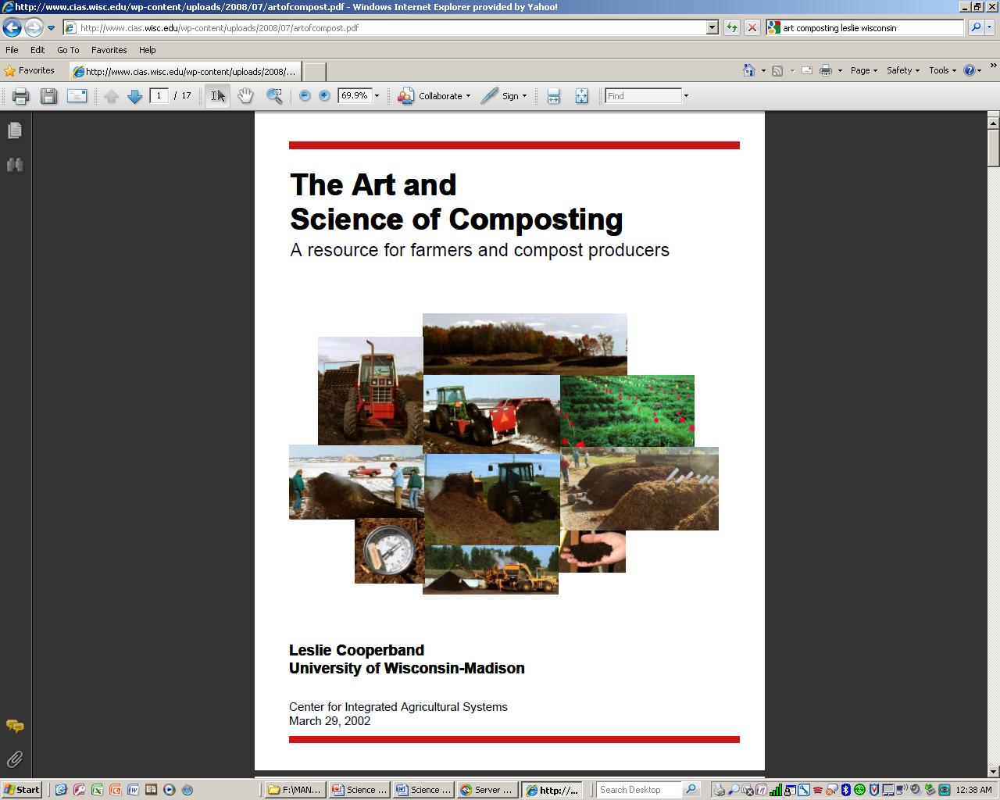 http://www.cias.wisc.edu/wp-content/uploads/2008/07/artofcompost.pdf - Windows Internet Explorer provided by Yahoo!
http://www.cias.wisc.edu/wp-content/uploads/2008/07/artofcompost.pdf
art composting leslie wisconsin
File Edit Go To Favorites Help
Favorites
http://www.cias.wisc.edu/wp-content/uploads/2008/...
Page Safety Tools
1 / 17
69.9%
Collaborate
Sign
Find
The Art and
Science of Composting
A resource for farmers and compost producers
Leslie Cooperband
University of Wisconsin-Madison
Center for Integrated Agricultural Systems
March 29, 2002
Start
F:\MAN...
Science ...
Science ...
Server ...
http://...
Search Desktop
12:38 AM